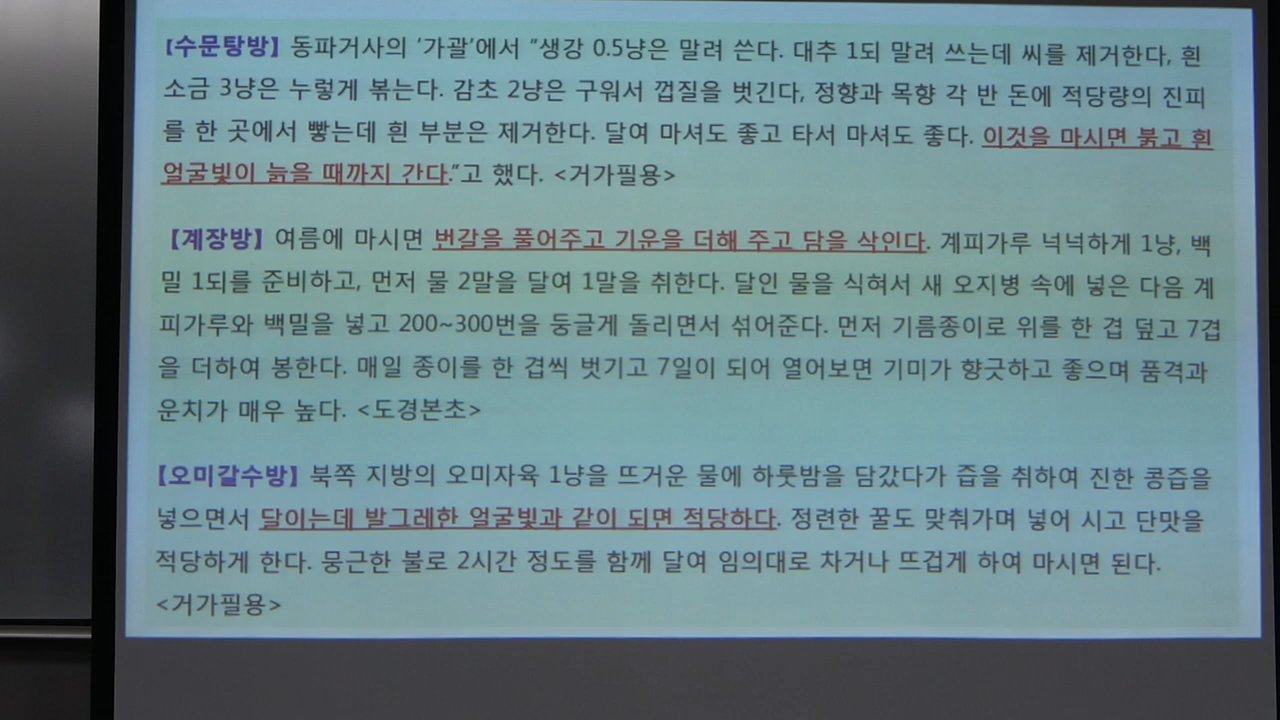 【수문탕방】 동파거사의 '가괄'에서 "생강 0.5냥은 말려 쓴다. 대추 1되 말려 쓰는데 씨를 제거한다, 흰
소금 3냥은 누렇게 볶는다. 감초 2냥은 구워서 껍질을 벗긴다, 정향과 목향 각 반 돈에 적당량의 진피
를 한 곳에서 빻는데 흰 부분은 제거한다. 달여 마셔도 좋고 타서 마셔도 좋다. 이것을 마시면 붉고 흰
얼굴빛이 늙을 때까지 간다."고 했다. <거가필용>
【계장방】 여름에 마시면 번갈을 풀어주고 기운을 더해 주고 담을 삭인다. 계피가루 넉넉하게 1냥, 백
밀 1되를 준비하고, 먼저 물 2말을 달여 1말을 취한다. 달인 물을 식혀서 새 오지병 속에 넣은 다음 계
피가루와 백밀을 넣고 200~300번을 둥글게 돌리면서 섞어준다. 먼저 기름종이로 위를 한 겹 덮고 7겹
을 더하여 봉한다. 매일 종이를 한 겹씩 벗기고 7일이 되어 열어보면 기미가 향긋하고 좋으며 품격과
운치가 매우 높다. <도경본초>
【오미갈수방】 북쪽 지방의 오미자육 1냥을 뜨거운 물에 하룻밤을 담갔다가 즙을 취하여 진한 콩즙을
넣으면서 달이는데 발그레한 얼굴빛과 같이 되면 적당하다. 정련한 꿀도 맞춰가며 넣어 시고 단맛을
적당하게 한다. 뭉근한 불로 2시간 정도를 함께 달여 임의대로 차거나 뜨겁게 하여 마시면 된다.
<거가필용>